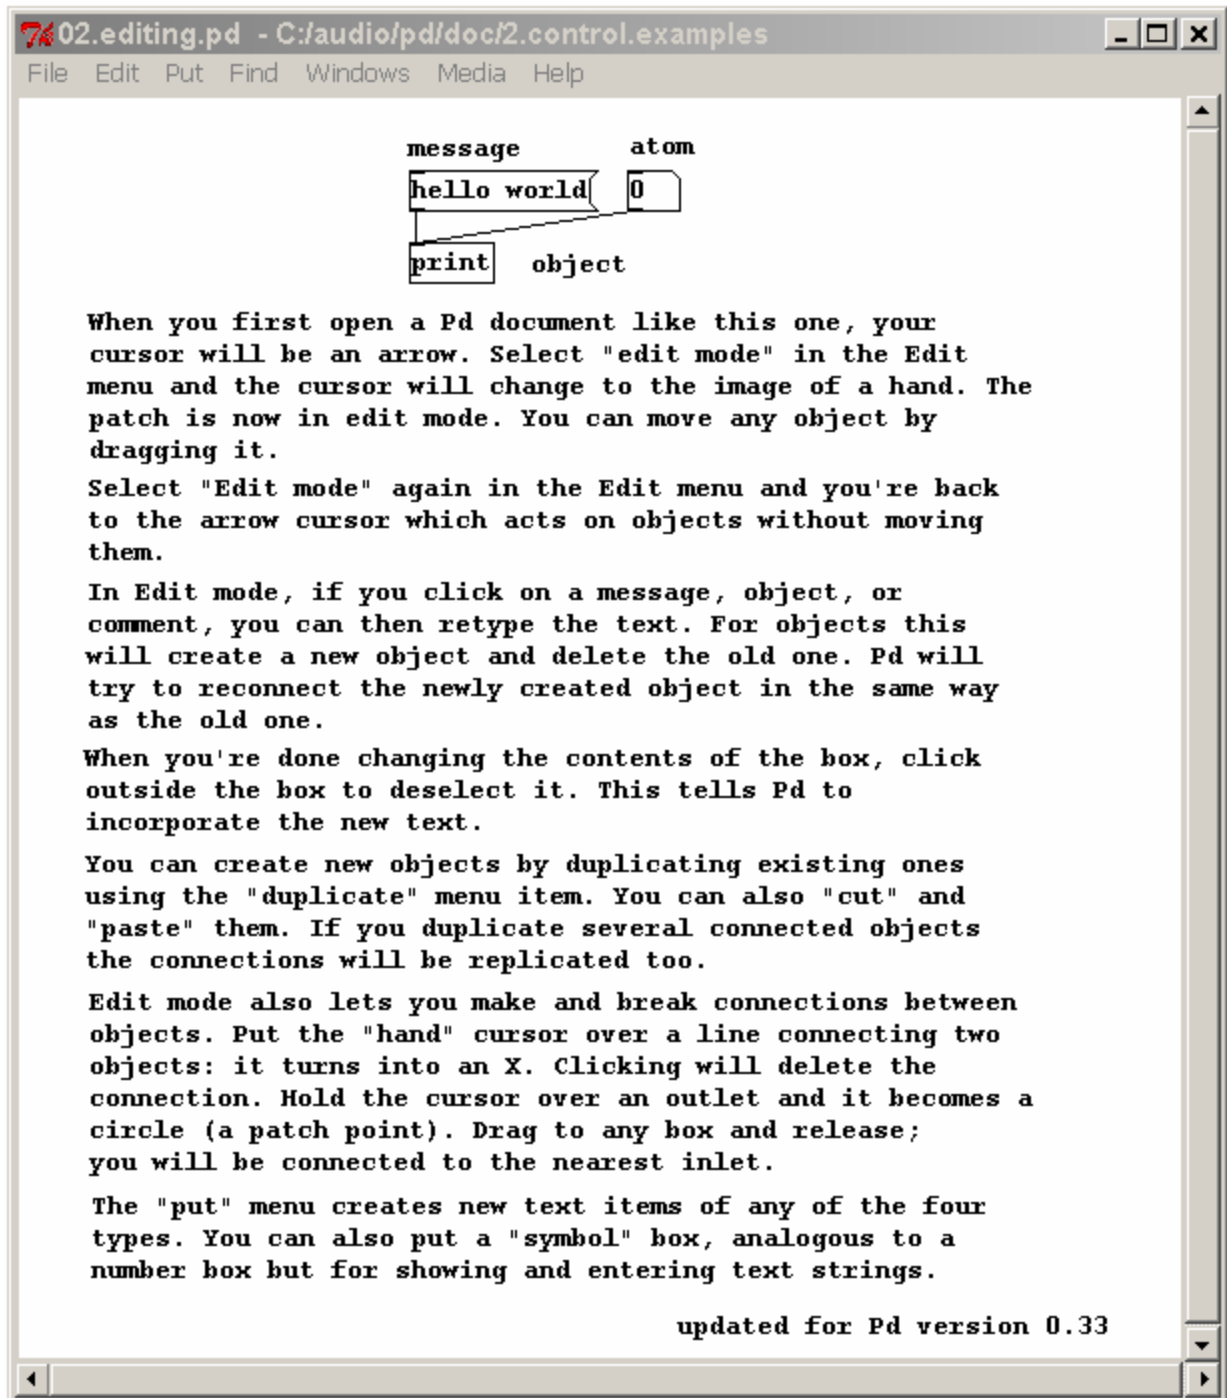 02.editing.pd - C:/audio/pd/doc/2.control.examples
File Edit Put Find Windows Media Help
message atom
hello world 0
print object
When you first open a Pd document like this one, your
cursor will be an arrow. Select "edit mode" in the Edit
menu and the cursor will change to the image of a hand. The
patch is now in edit mode. You can move any object by
dragging it.
Select "Edit mode" again in the Edit menu and you're back
to the arrow cursor which acts on objects without moving
them.
In Edit mode, if you click on a message, object, or
comment, you can then retype the text. For objects this
will create a new object and delete the old one. Pd will
try to reconnect the newly created object in the same way
as the old one.
When you're done changing the contents of the box, click
outside the box to deselect it. This tells Pd to
incorporate the new text.
You can create new objects by duplicating existing ones
using the "duplicate" menu item. You can also "cut" and
"paste" them. If you duplicate several connected objects
the connections will be replicated too.
Edit mode also lets you make and break connections between
objects. Put the "hand" cursor over a line connecting two
objects: it turns into an X. Clicking will delete the
connection. Hold the cursor over an outlet and it becomes a
circle (a patch point). Drag to any box and release;
you will be connected to the nearest inlet.
The "put" menu creates new text items of any of the four
types. You can also put a "symbol" box, analogous to a
number box but for showing and entering text strings.
updated for Pd version 0.33